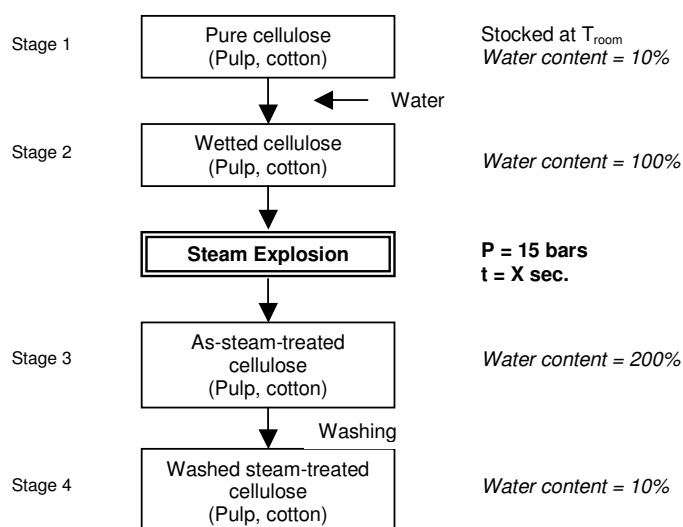 Stage 1
Pure cellulose
(Pulp, cotton)
Stocked at Troom
Water content = 10%
Water
Stage 2
Wetted cellulose
(Pulp, cotton)
Water content = 100%
Steam Explosion
P = 15 bars
t = X sec.
Stage 3
As-steam-treated
cellulose
(Pulp, cotton)
Water content = 200%
Washing
Stage 4
Washed steam-treated
cellulose
(Pulp, cotton)
Water content = 10%